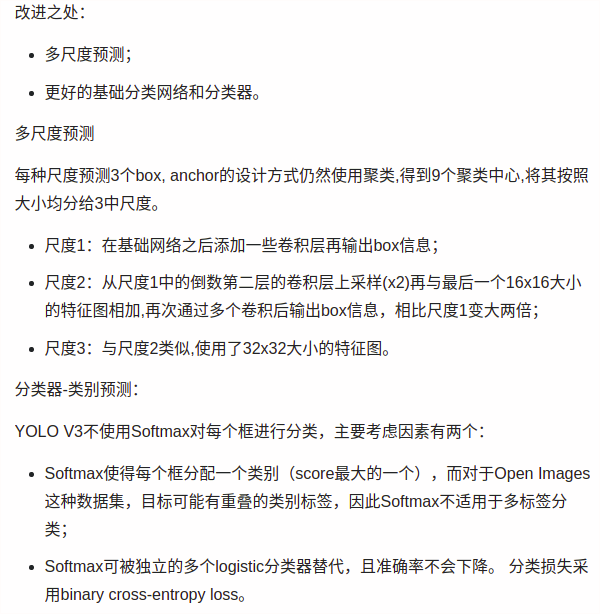 改进之处：
多尺度预测；
更好的基础分类网络和分类器。
多尺度预测
每种尺度预测3个box, anchor的设计方式仍然使用聚类,得到9个聚类中心,将其按照
大小均分给3中尺度。
尺度1：在基础网络之后添加一些卷积层再输出box信息；
尺度2：从尺度1中的倒数第二层的卷积层上采样(x2)再与最后一个16x16大小
的特征图相加,再次通过多个卷积后输出box信息，相比尺度1变大两倍；
尺度3：与尺度2类似,使用了32x32大小的特征图。
分类器-类别预测：
YOLO V3不使用Softmax对每个框进行分类，主要考虑因素有两个：
Softmax使得每个框分配一个类别（score最大的一个），而对于Open Images
这种数据集，目标可能有重叠的类别标签，因此Softmax不适用于多标签分
类；
Softmax可被独立的多个logistic分类器替代，且准确率不会下降。 分类损失采
用binary cross-entropy loss。